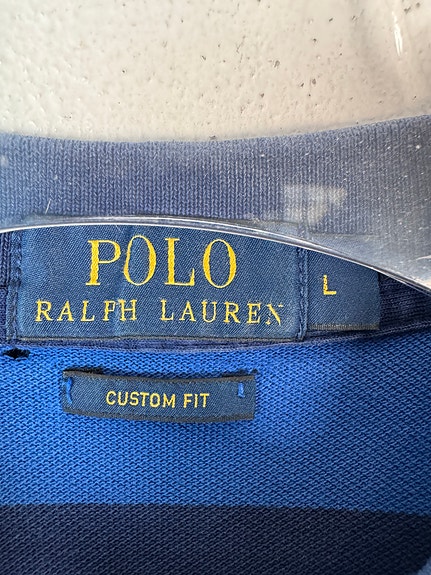 POLO
RALPH LAUREN
L
CUSTOM FIT